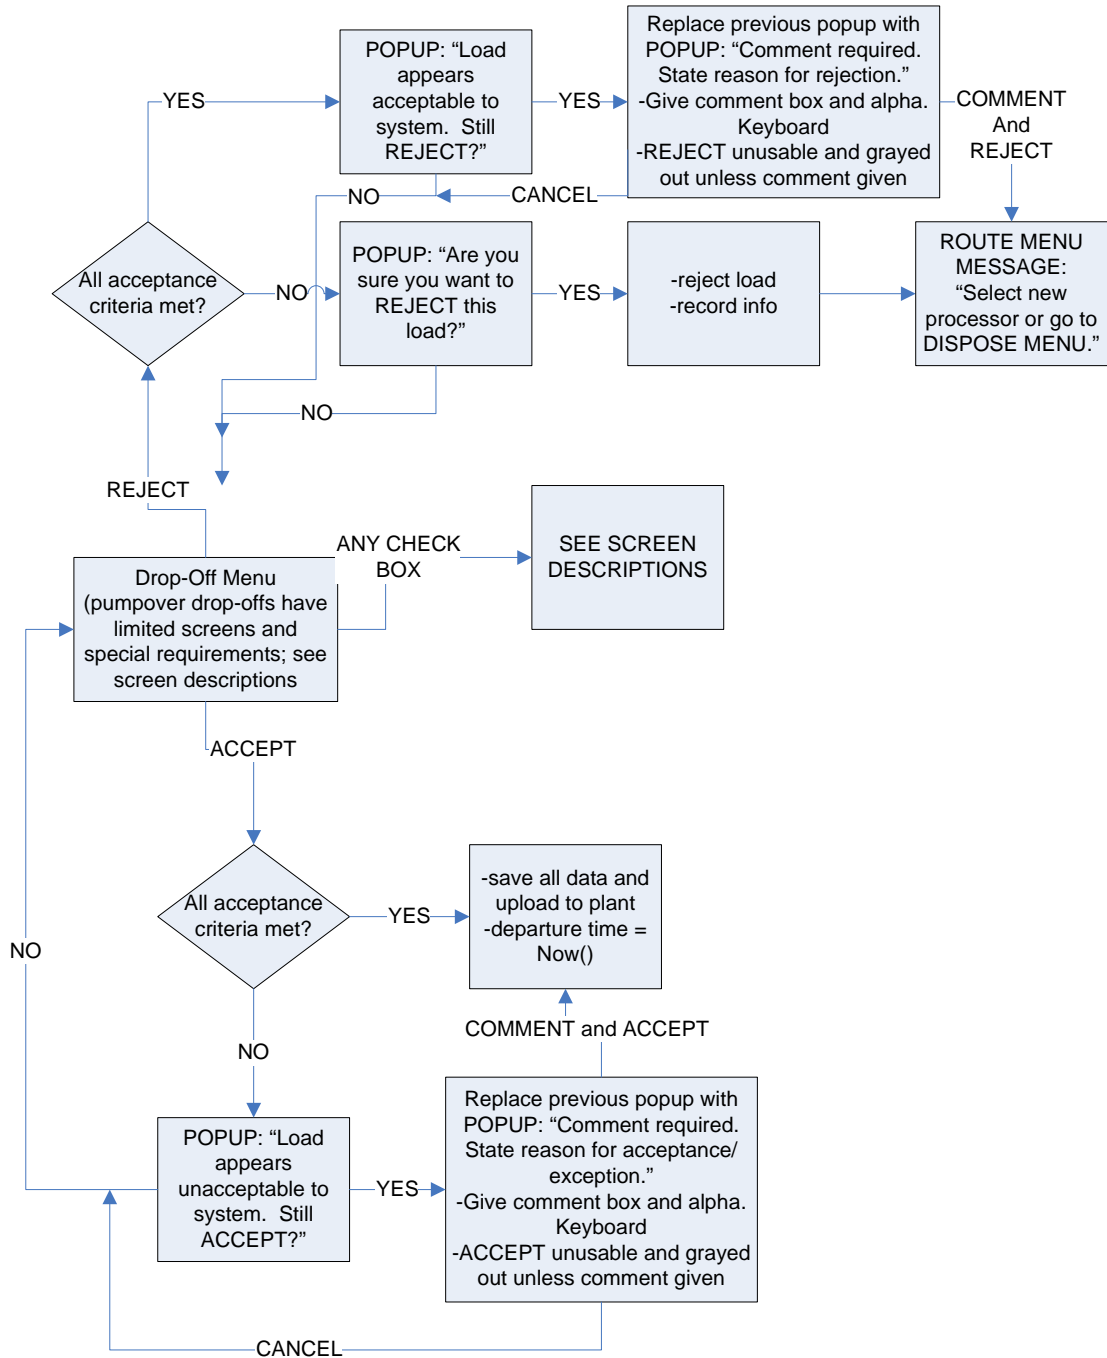 POPUP: “Load
appears
acceptable to
system.  Still
REJECT?”
Replace previous popup with
POPUP: “Comment required.
State reason for rejection.”
-Give comment box and alpha.
Keyboard
-REJECT unusable and grayed
out unless comment given
YES
YES
COMMENT
And
REJECT
NO
CANCEL
All acceptance
criteria met?
NO
POPUP: “Are you
sure you want to
REJECT this
load?”
YES
-reject load
-record info
ROUTE MENU
MESSAGE:
“Select new
processor or go to
DISPOSE MENU.”
NO
REJECT
ANY CHECK
BOX
SEE SCREEN
DESCRIPTIONS
Drop-Off Menu
(pumpover drop-offs have
limited screens and
special requirements; see
screen descriptions
ACCEPT
All acceptance
criteria met?
YES
-save all data and
upload to plant
-departure time =
Now()
NO
COMMENT and ACCEPT
NO
POPUP: “Load
appears
unacceptable to
system.  Still
ACCEPT?”
YES
Replace previous popup with
POPUP: “Comment required.
State reason for acceptance/
exception.”
-Give comment box and alpha.
Keyboard
-ACCEPT unusable and grayed
out unless comment given
CANCEL